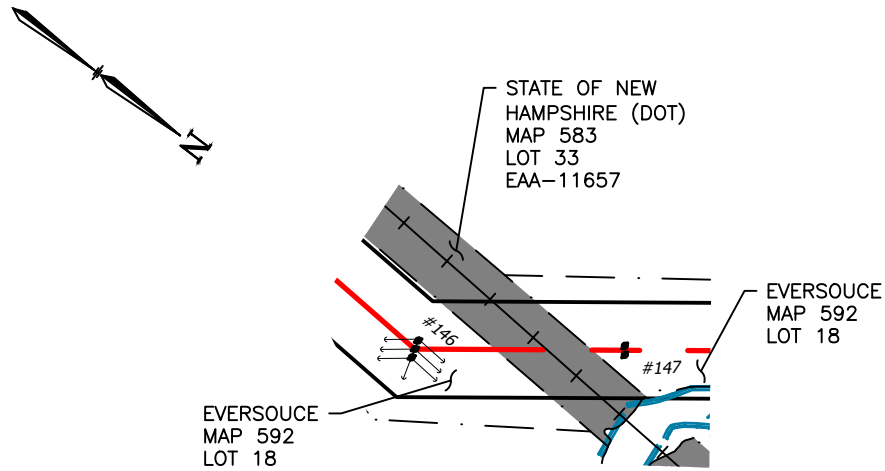 N
STATE OF NEW
HAMPSHIRE (DOT)
MAP 583
LOT 33
EAA-11657
EVERSOUCE
MAP 592
LOT 18
#146
#147
EVERSOUCE
MAP 592
LOT 18